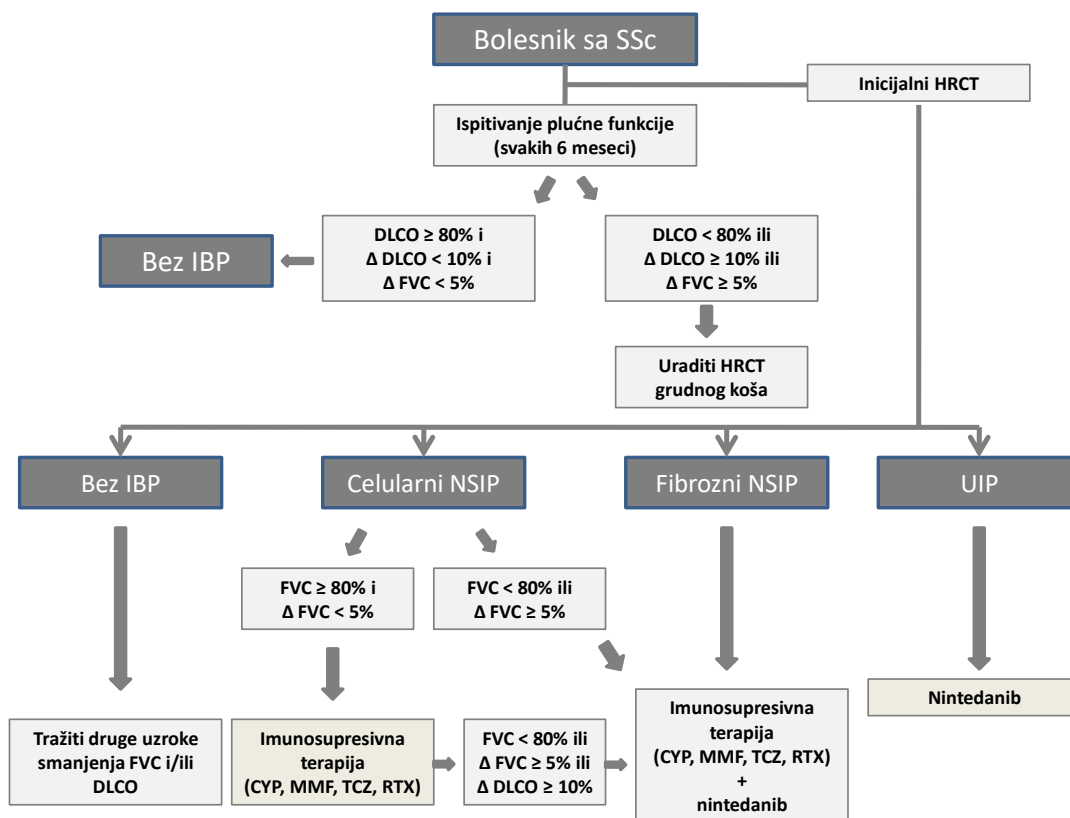 Bolesnik sa SSc
Inicijalni HRCT
Ispitivanje plućne funkcije
(svakih 6 meseci)
Bez IBP
DLCO ≥ 80% i
Δ DLCO < 10% i
Δ FVC < 5%
DLCO < 80% ili
Δ DLCO ≥ 10% ili
Δ FVC ≥ 5%
Uraditi HRCT
grudnog koša
Bez IBP
Celularni NSIP
Fibrozni NSIP
UIP
FVC ≥ 80% i
Δ FVC < 5%
FVC < 80% ili
Δ FVC ≥ 5%
Nintedanib
Tražiti druge uzroke
smanjenja FVC i/ili
DLCO
Imunosupresivna
terapija
(CYP, MMF, TCZ, RTX)
FVC < 80% ili
Δ FVC ≥ 5% ili
Δ DLCO ≥ 10%
Imunosupresivna
terapija
(CYP, MMF, TCZ, RTX)
+
nintedanib